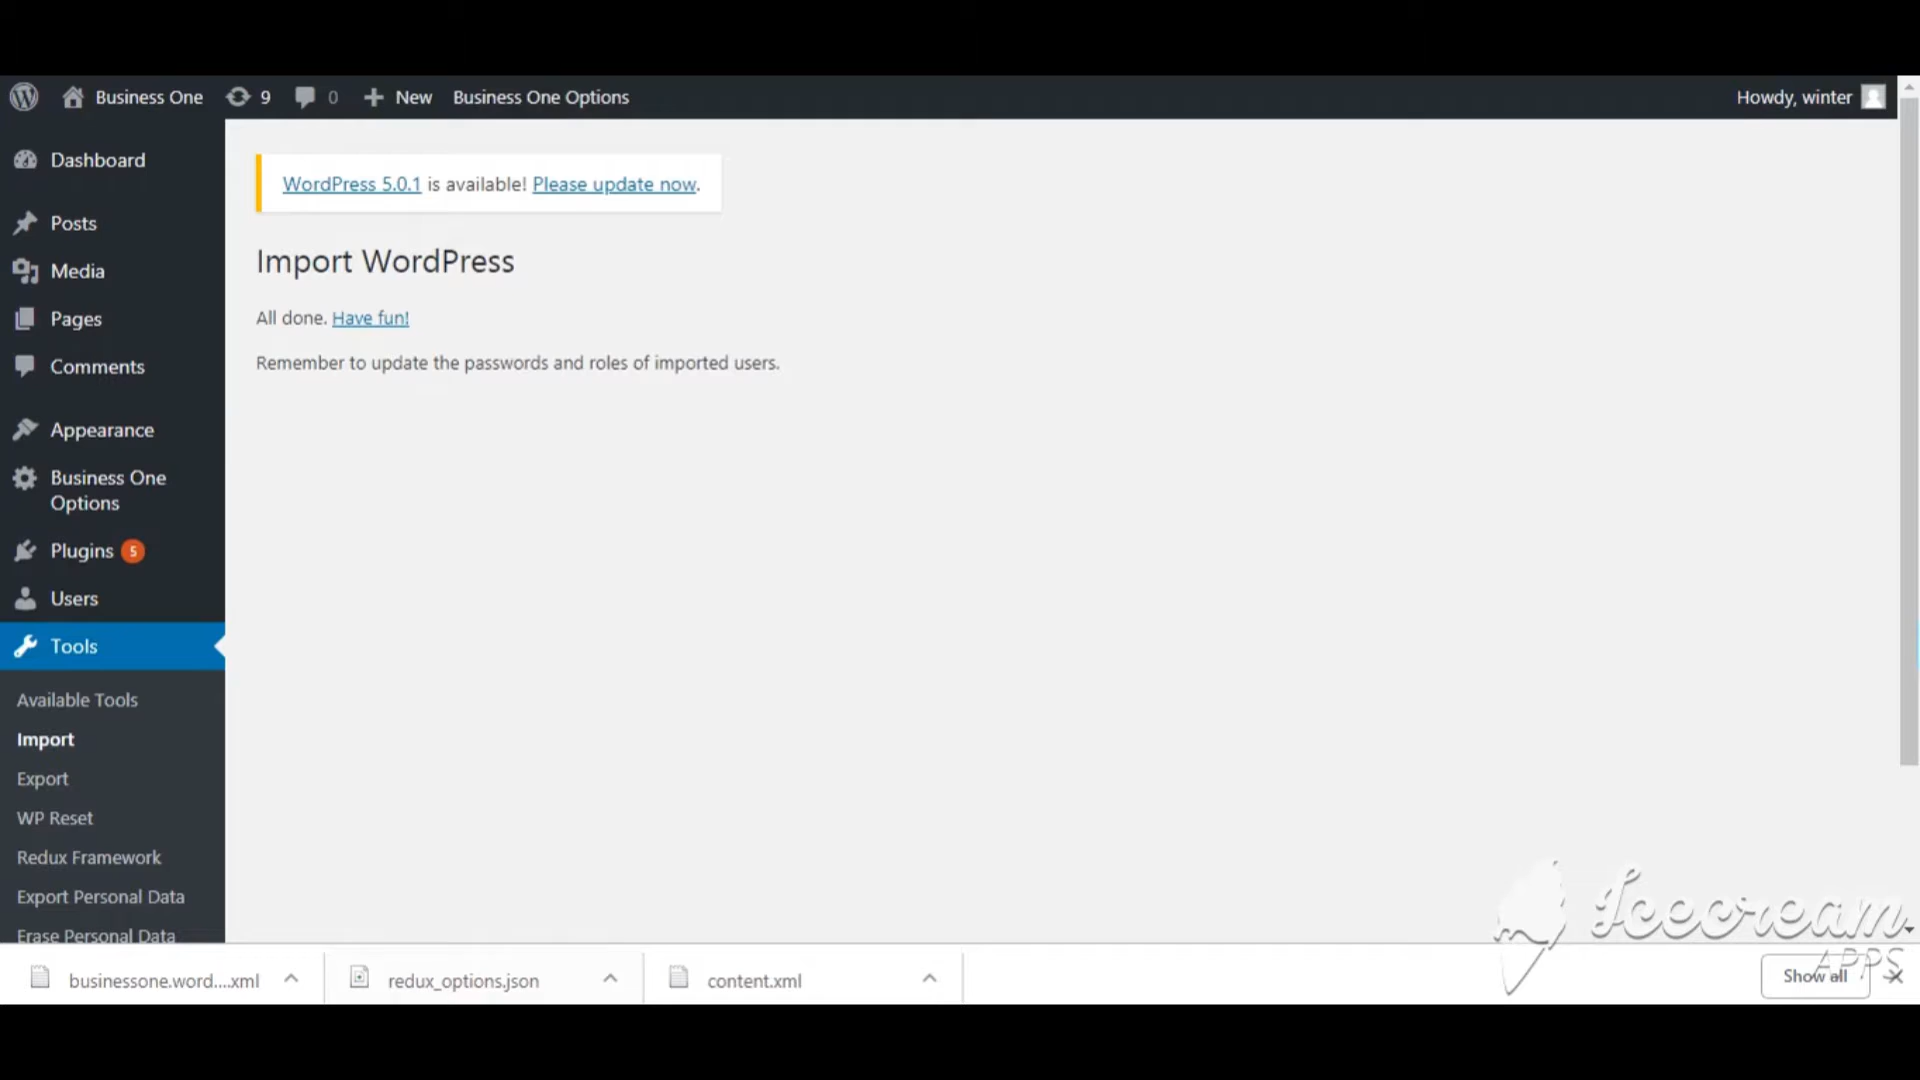 Business One 9 0 New Business One Options Howdy, winter
Dashboard
Posts
Media
Pages
Comments
Appearance
Business One
Options
Plugins 5
Users
Tools
Available Tools
Import
Export
WP Reset
Redux Framework
Export Personal Data
Erase Personal Data
WordPress 5.0.1 is available! Please update now.
Import WordPress
All done. Have fun!
Remember to update the passwords and roles of imported users.
Icecream
APPS
businessone.word....xml redux_options.json content.xml Show all